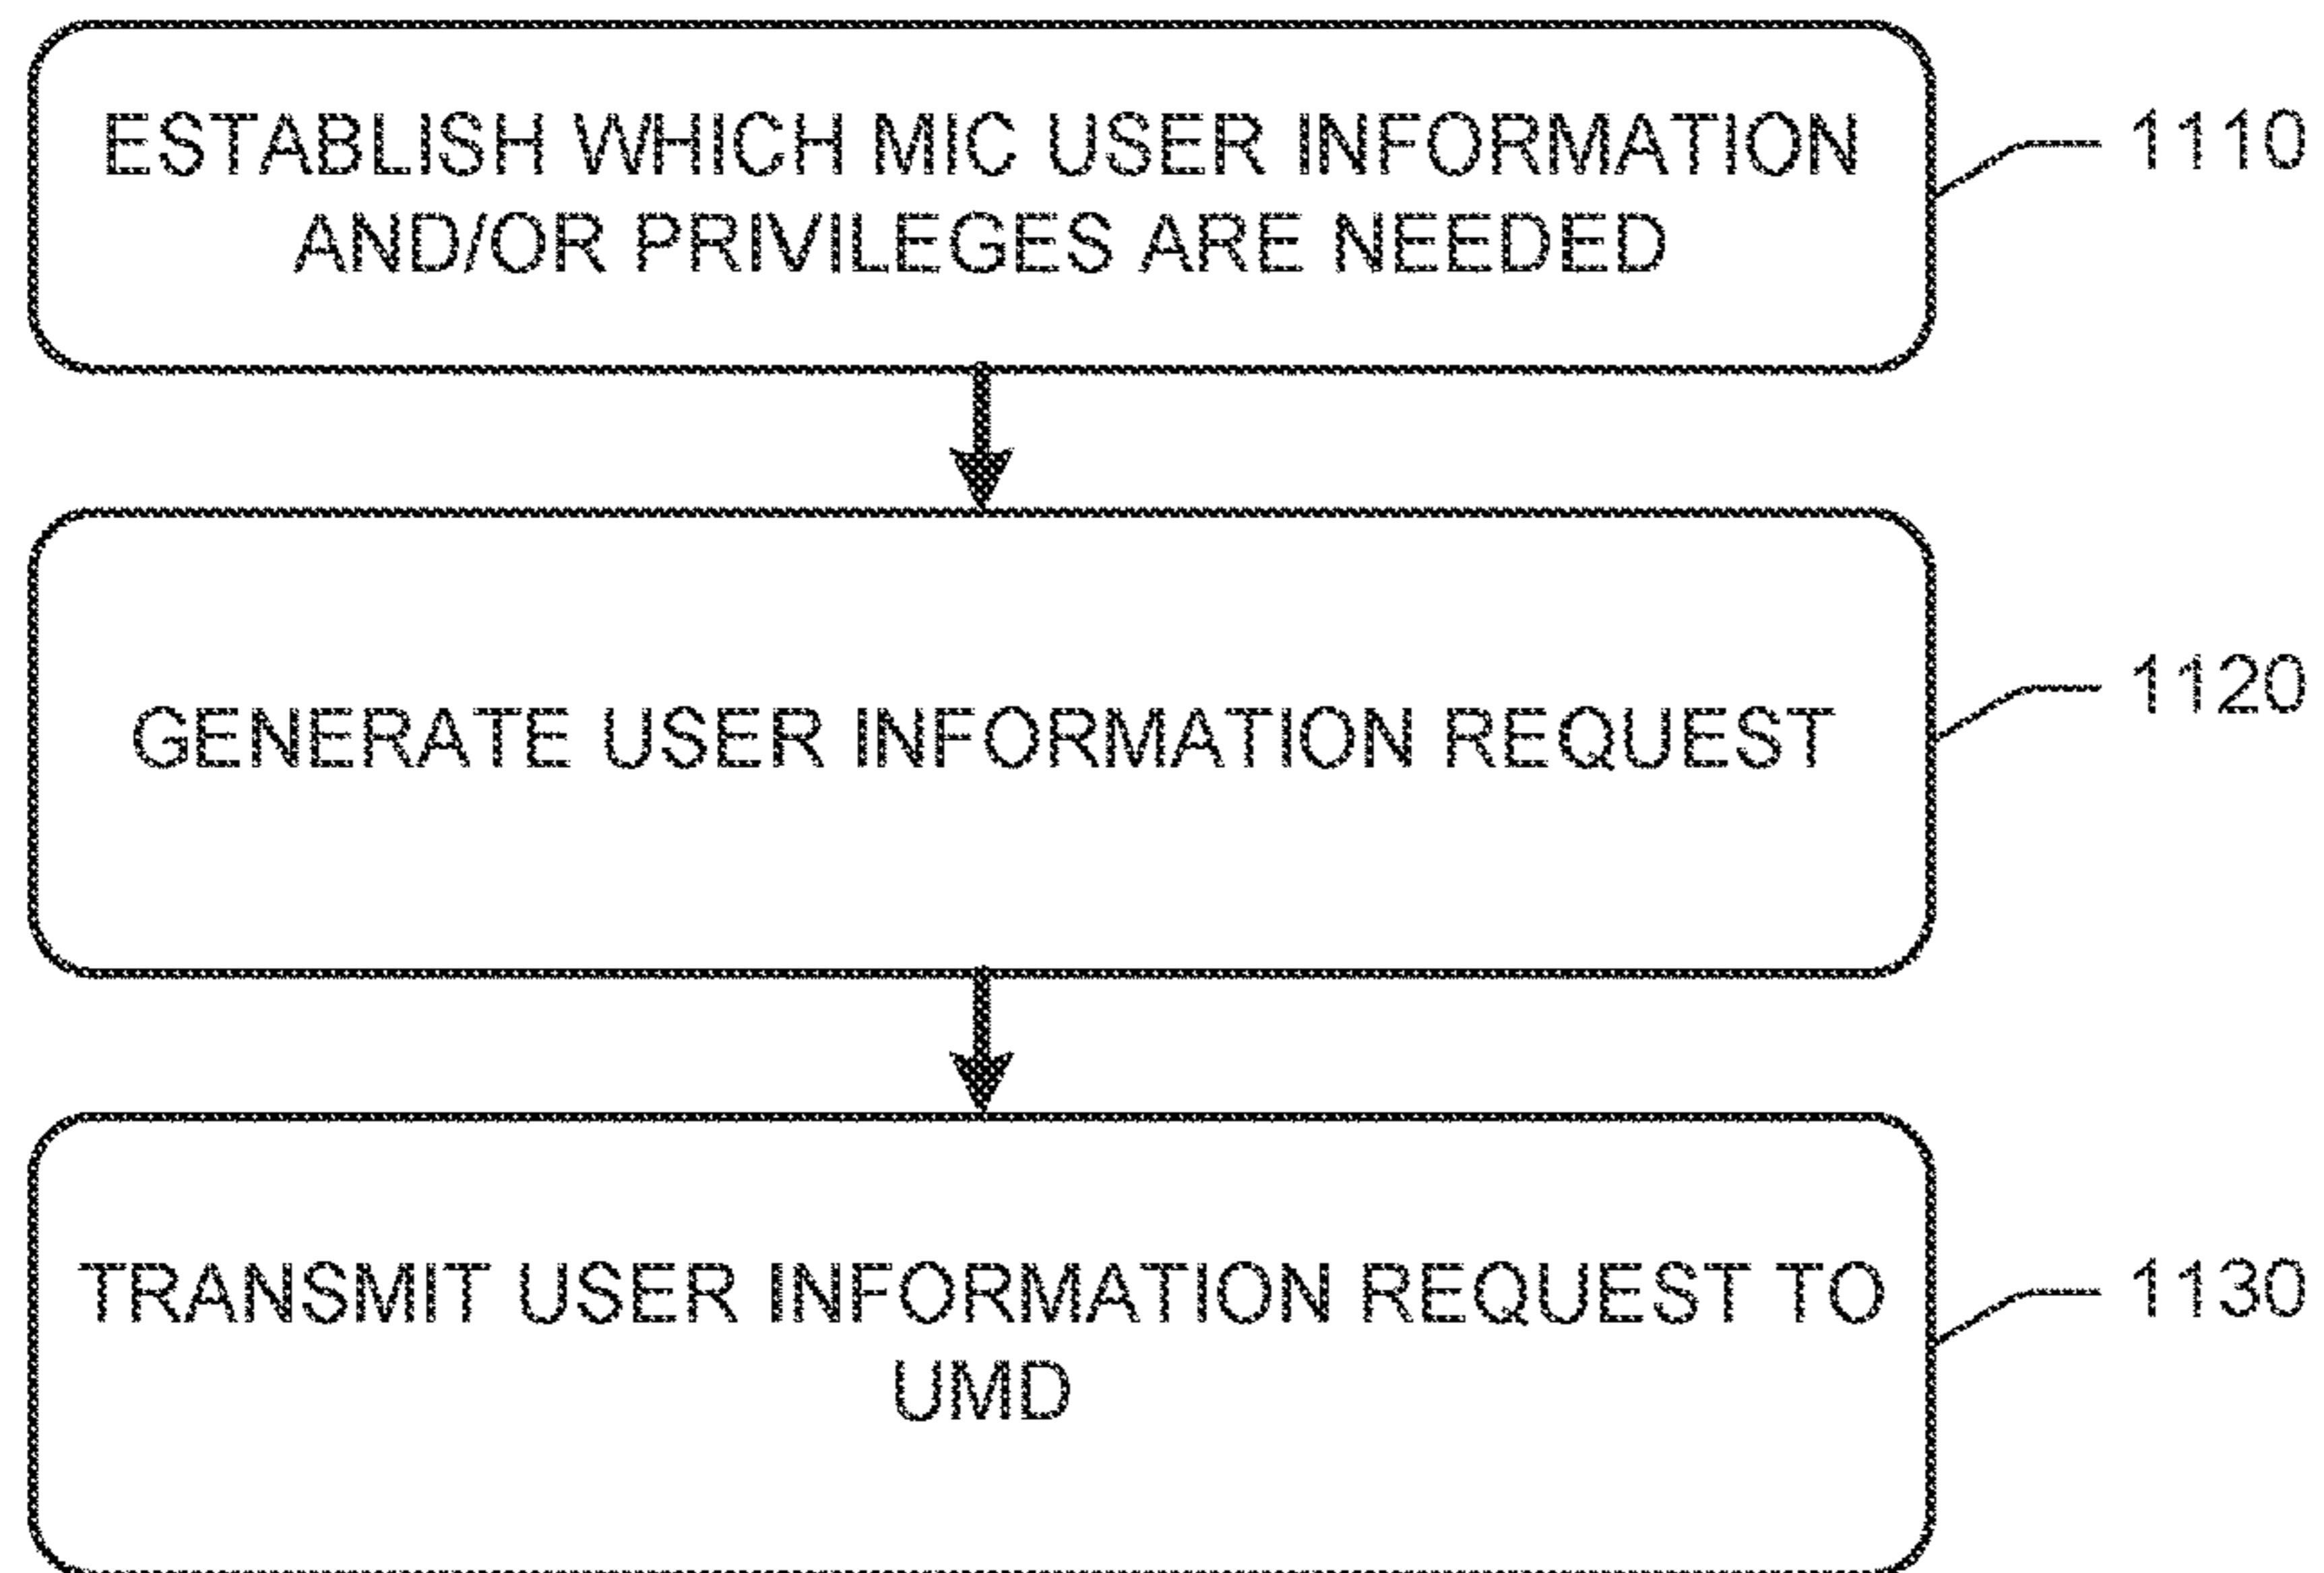 ESTABLISH WHICH MIC USER INFORMATION
AND/OR PRIVILEGES ARE NEEDED
1110
GENERATE USER INFORMATION REQUEST
1120
TRANSMIT USER INFORMATION REQUEST TO
UMD
1130